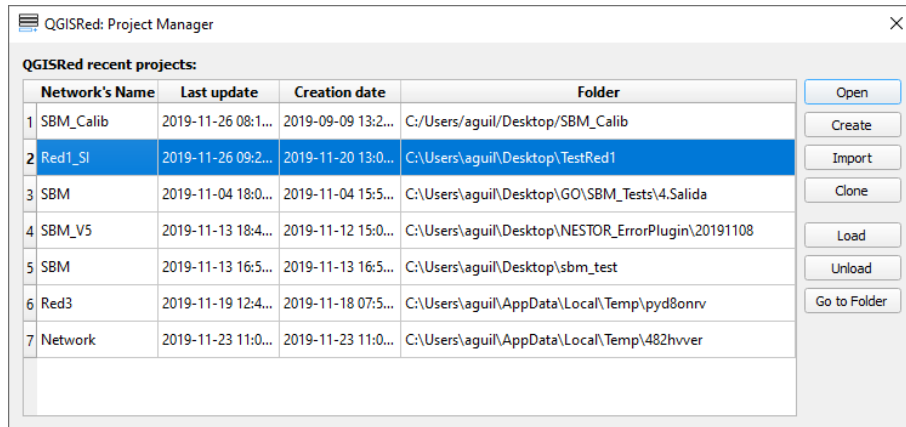 QGISRed: Project Manager
QGISRed recent projects:
Network's Name Last update Creation date Folder
1 SBM_Calib 2019-11-26 08:1... 2019-09-09 13:2... C:/Users/aguil/Desktop/SBM_Calib
2 Red1_SI 2019-11-26 09:2... 2019-11-20 13:0... C:\Users\aguil\Desktop\TestRed1
3 SBM 2019-11-04 18:0... 2019-11-04 15:5... C:\Users\aguil\Desktop\GO\SBM_Tests\4.Salida
4 SBM_V5 2019-11-13 18:4... 2019-11-12 15:0... C:\Users\aguil\Desktop\NESTOR_ErrorPlugin\20191108
5 SBM 2019-11-13 16:5... 2019-11-13 16:5... C:\Users\aguil\Desktop\sbm_test
6 Red3 2019-11-19 12:4... 2019-11-18 07:5... C:\Users\aguil\AppData\Local\Temp\pyd8onrv
7 Network 2019-11-23 11:0... 2019-11-23 11:0... C:\Users\aguil\AppData\Local\Temp\482hvver
Open
Create
Import
Clone
Load
Unload
Go to Folder